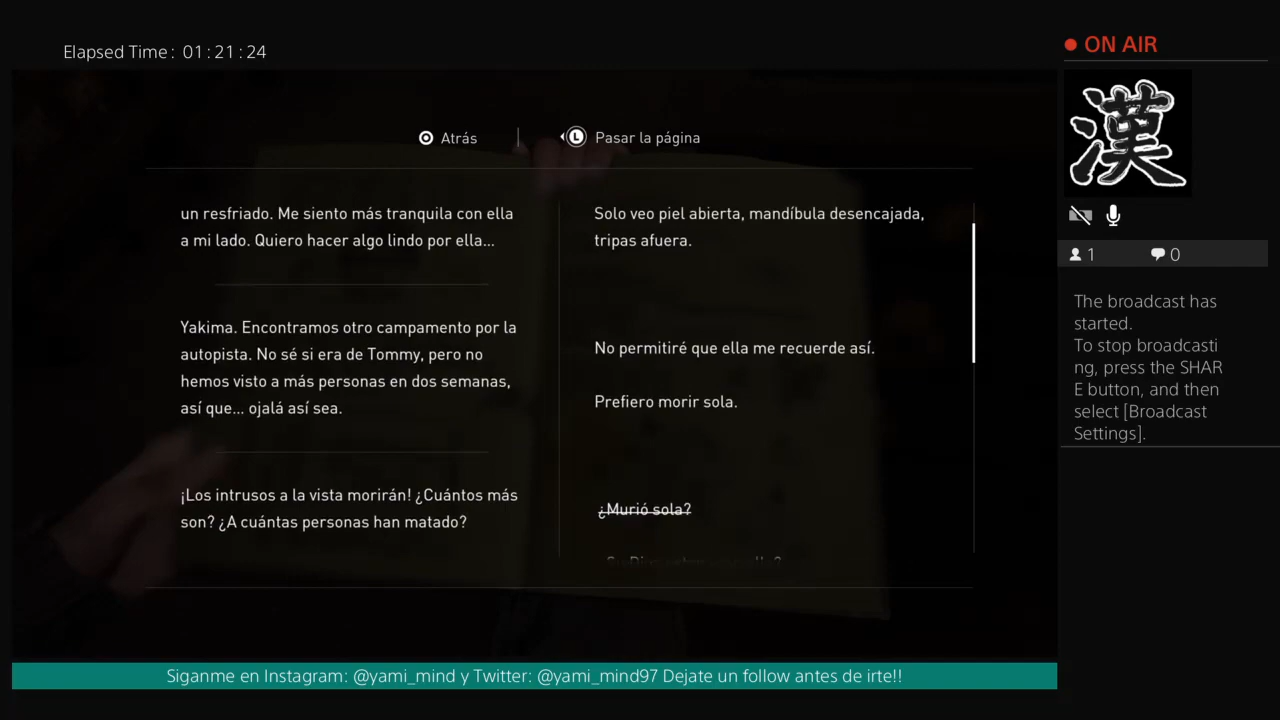 Elapsed Time: 01:21:24
ON AIR
漢
Atrás
L
Pasar la página
1
0
un resfriado. Me siento más tranquila con ella
a mi lado. Quiero hacer algo lindo por ella...
Yakima. Encontramos otro campamento por la
autopista. No sé si era de Tommy, pero no
hemos visto a más personas en dos semanas,
así que... ojalá así sea.
¡Los intrusos a la vista morirán! ¿Cuántos más
son? ¿A cuántas personas han matado?
Solo veo piel abierta, mandíbula desencajada,
tripas afuera.
No permitiré que ella me recuerde así.
Prefiero morir sola.
¿Murió sola?
The broadcast has
started.
To stop broadcasti
ng, press the SHAR
E button, and then
select [Broadcast
Settings].
Siganme en Instagram: @yami_mind y Twitter: @yami_mind97 Dejate un follow antes de irte!!